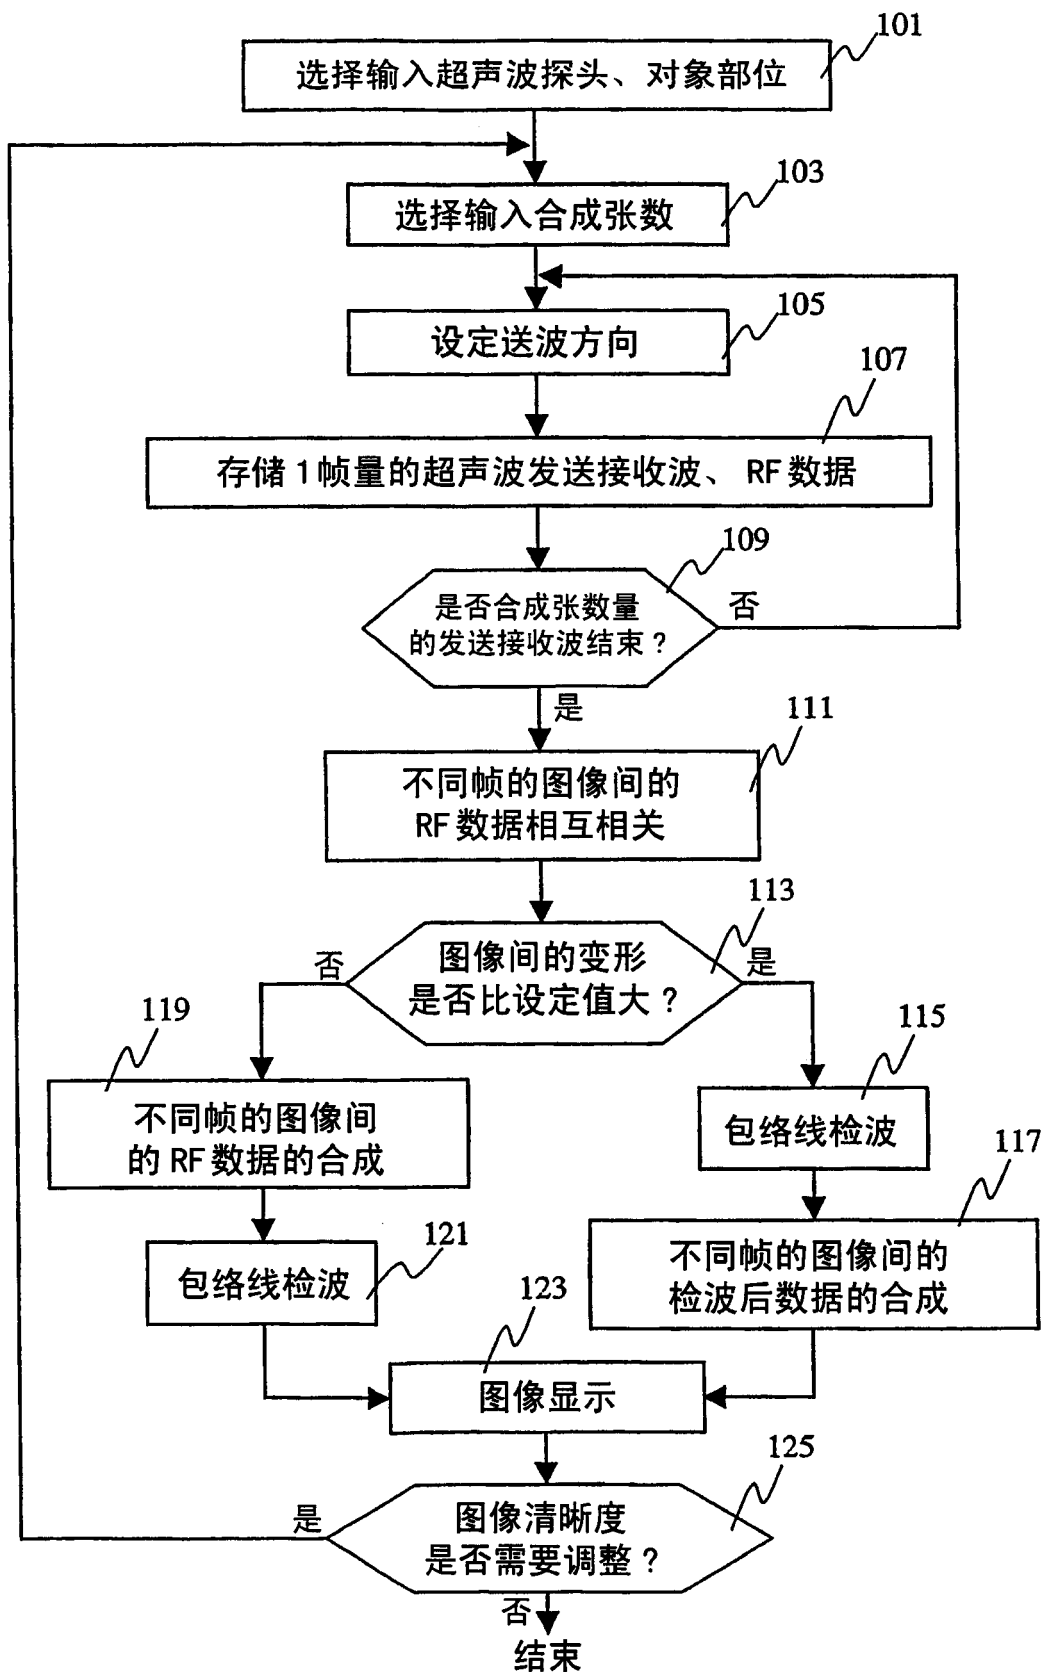 101
选择输入超声波探头、对象部位
103
选择输入合成张数
105
设定送波方向
107
存储1帧量的超声波发送接收波、RF数据
109
是否合成张数量
的发送接收波结束？
否
是
111
不同帧的图像间的
RF数据相互相关
113
图像间的变形
是否比设定值大？
否
是
119
不同帧的图像间
的RF数据的合成
115
包络线检波
117
不同帧的图像间的
检波后数据的合成
121
包络线检波
123
图像显示
125
图像清晰度
是否需要调整？
是
否
结束